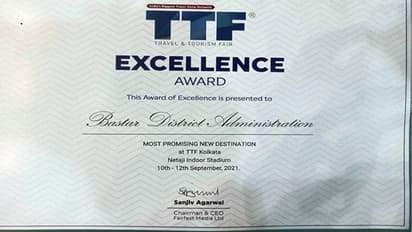 India's Biggest Travel Show Network
TTF®
TRAVEL & TOURISM FAIR
EXCELLENCE
AWARD
This Award of Excellence is presented to
Bastar District Administration
MOST PROMISING NEW DESTINATION
at TTF Kolkata
Netaji Indoor Stadium
10th - 12th September, 2021.
Sanjiv Agarwal
Chairman & CEO
Fairfest Media Ltd